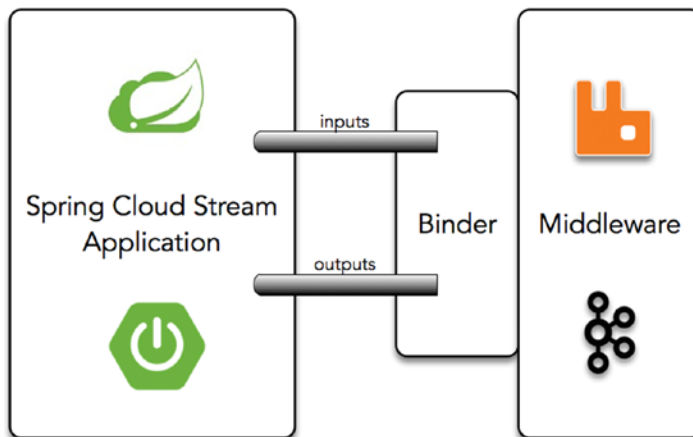 Spring Cloud Stream
Application
inputs
outputs
Binder
Middleware